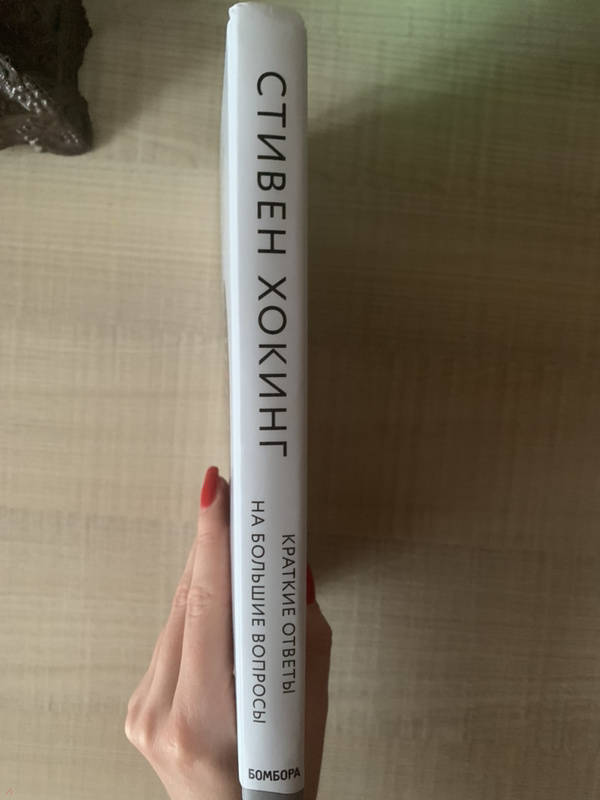 СТИВЕН ХОКИНГ
КРАТКИЕ ОТВЕТЫ
НА БОЛЬШИЕ ВОПРОСЫ
БОМБОРА